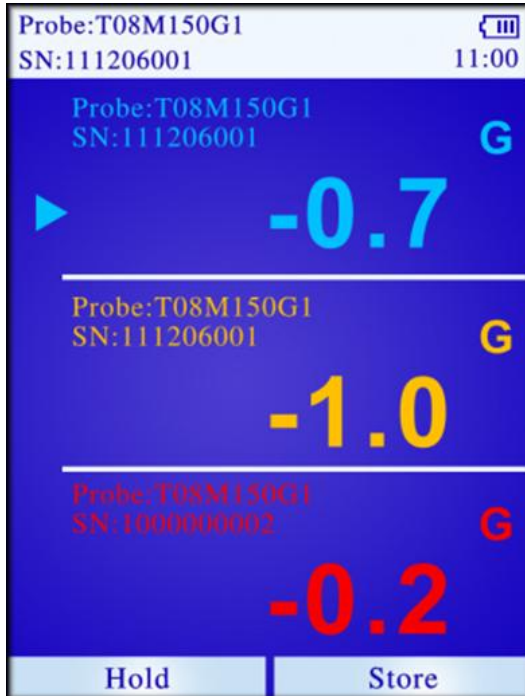 Probe:T08M150G1
SN:111206001
11:00
Probe:T08M150G1
SN:111206001
G
-0.7
Probe:T08M150G1
SN:111206001
G
-1.0
Probe:T08M150G1
SN:1000000002
G
-0.2
Hold
Store